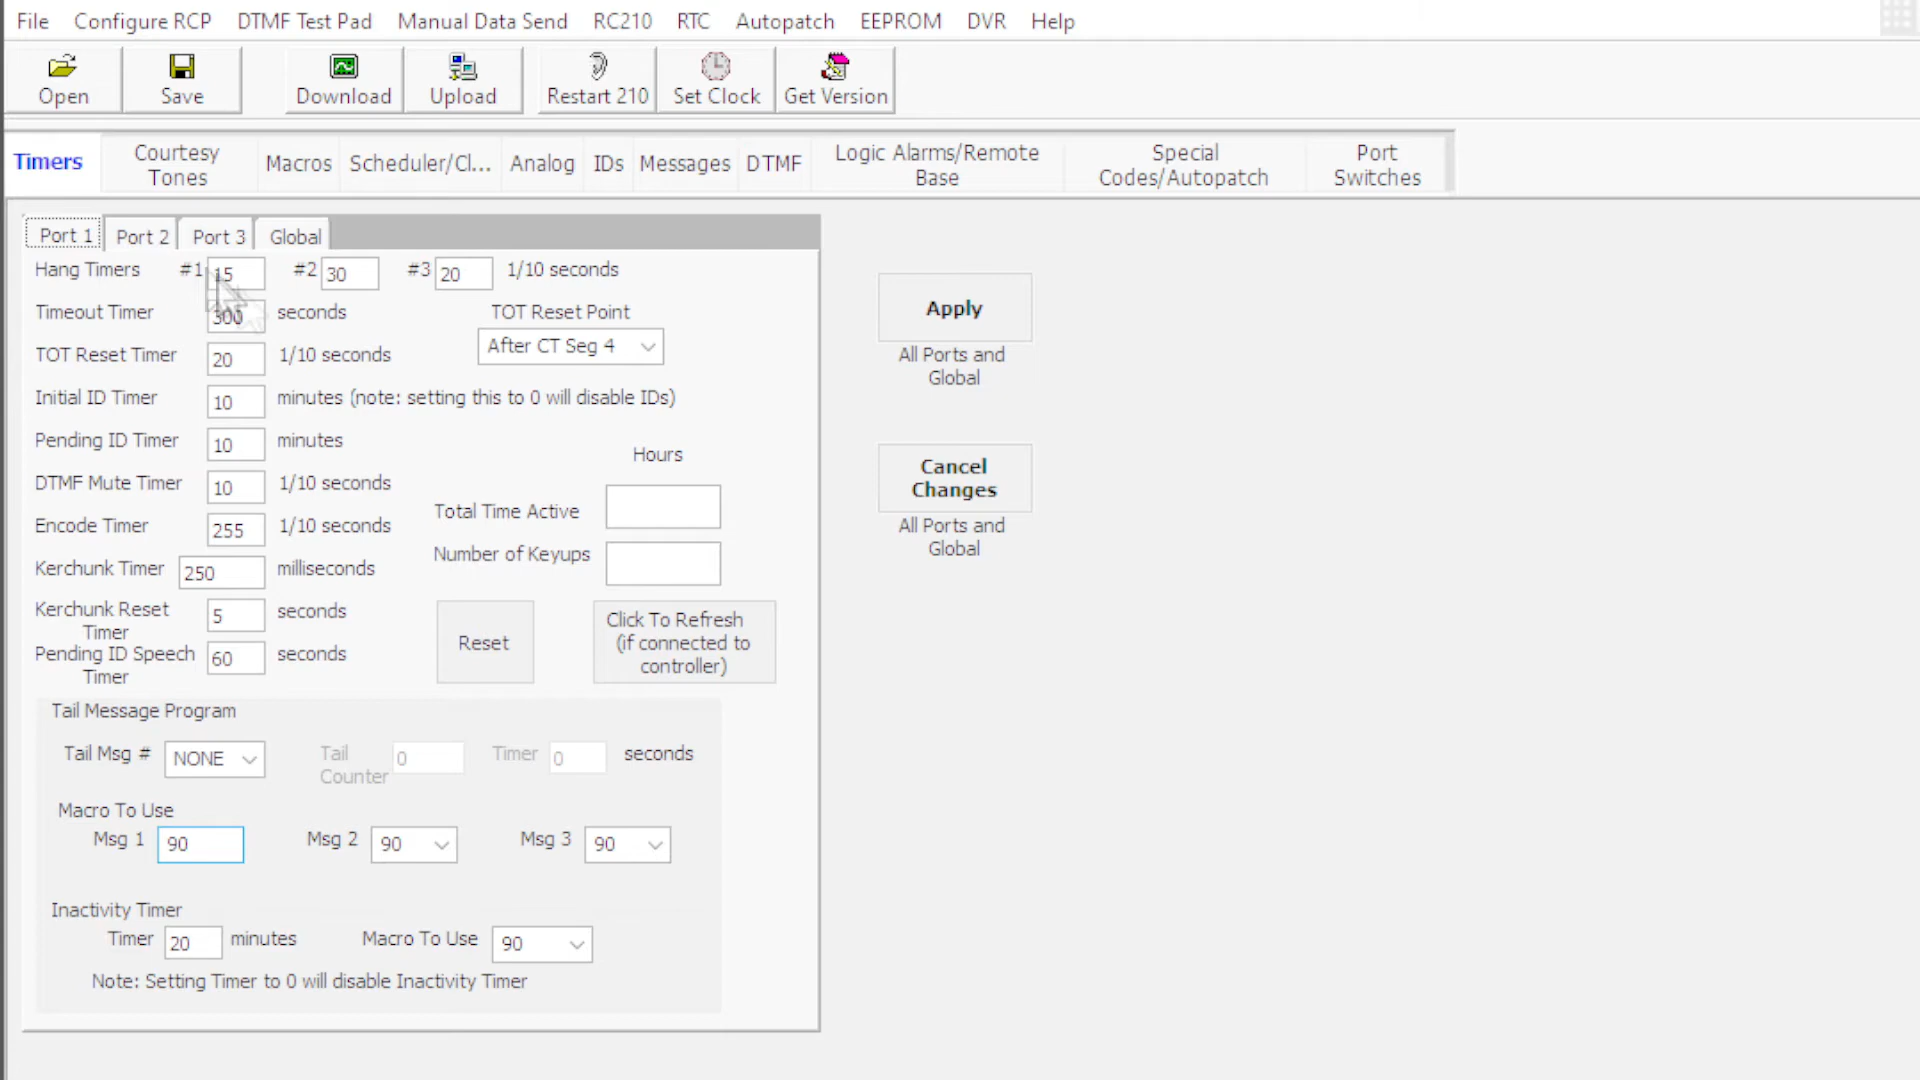 File Configure RCP DTMF Test Pad Manual Data Send RC210 RTC Autopatch EEPROM DVR Help
Open Save Download Upload Restart 210 Set Clock Get Version
Timers Courtesy Tones Macros Scheduler/Cl... Analog IDs Messages DTMF Logic Alarms/Remote Base Special Codes/Autopatch Port Switches
Port 1 Port 2 Port 3 Global
Hang Timers #1 15 #2 30 #3 20 1/10 seconds
Timeout Timer 300 seconds TOT Reset Point
After CT Seg 4
TOT Reset Timer 20 1/10 seconds
Initial ID Timer 10 minutes (note: setting this to 0 will disable IDs)
Pending ID Timer 10 minutes
Hours
DTMF Mute Timer 10 1/10 seconds
Total Time Active
Encode Timer 255 1/10 seconds
Number of Keyups
Kerchunk Timer 250 milliseconds
Kerchunk Reset Timer 5 seconds
Pending ID Speech Timer 60 seconds
Reset
Click To Refresh
(if connected to
controller)
Tail Message Program
Tail Msg # NONE Tail Counter 0 Timer 0 seconds
Macro To Use
Msg 1 90 Msg 2 90 Msg 3 90
Inactivity Timer
Timer 20 minutes Macro To Use 90
Note: Setting Timer to 0 will disable Inactivity Timer
Apply
All Ports and
Global
Cancel
Changes
All Ports and
Global